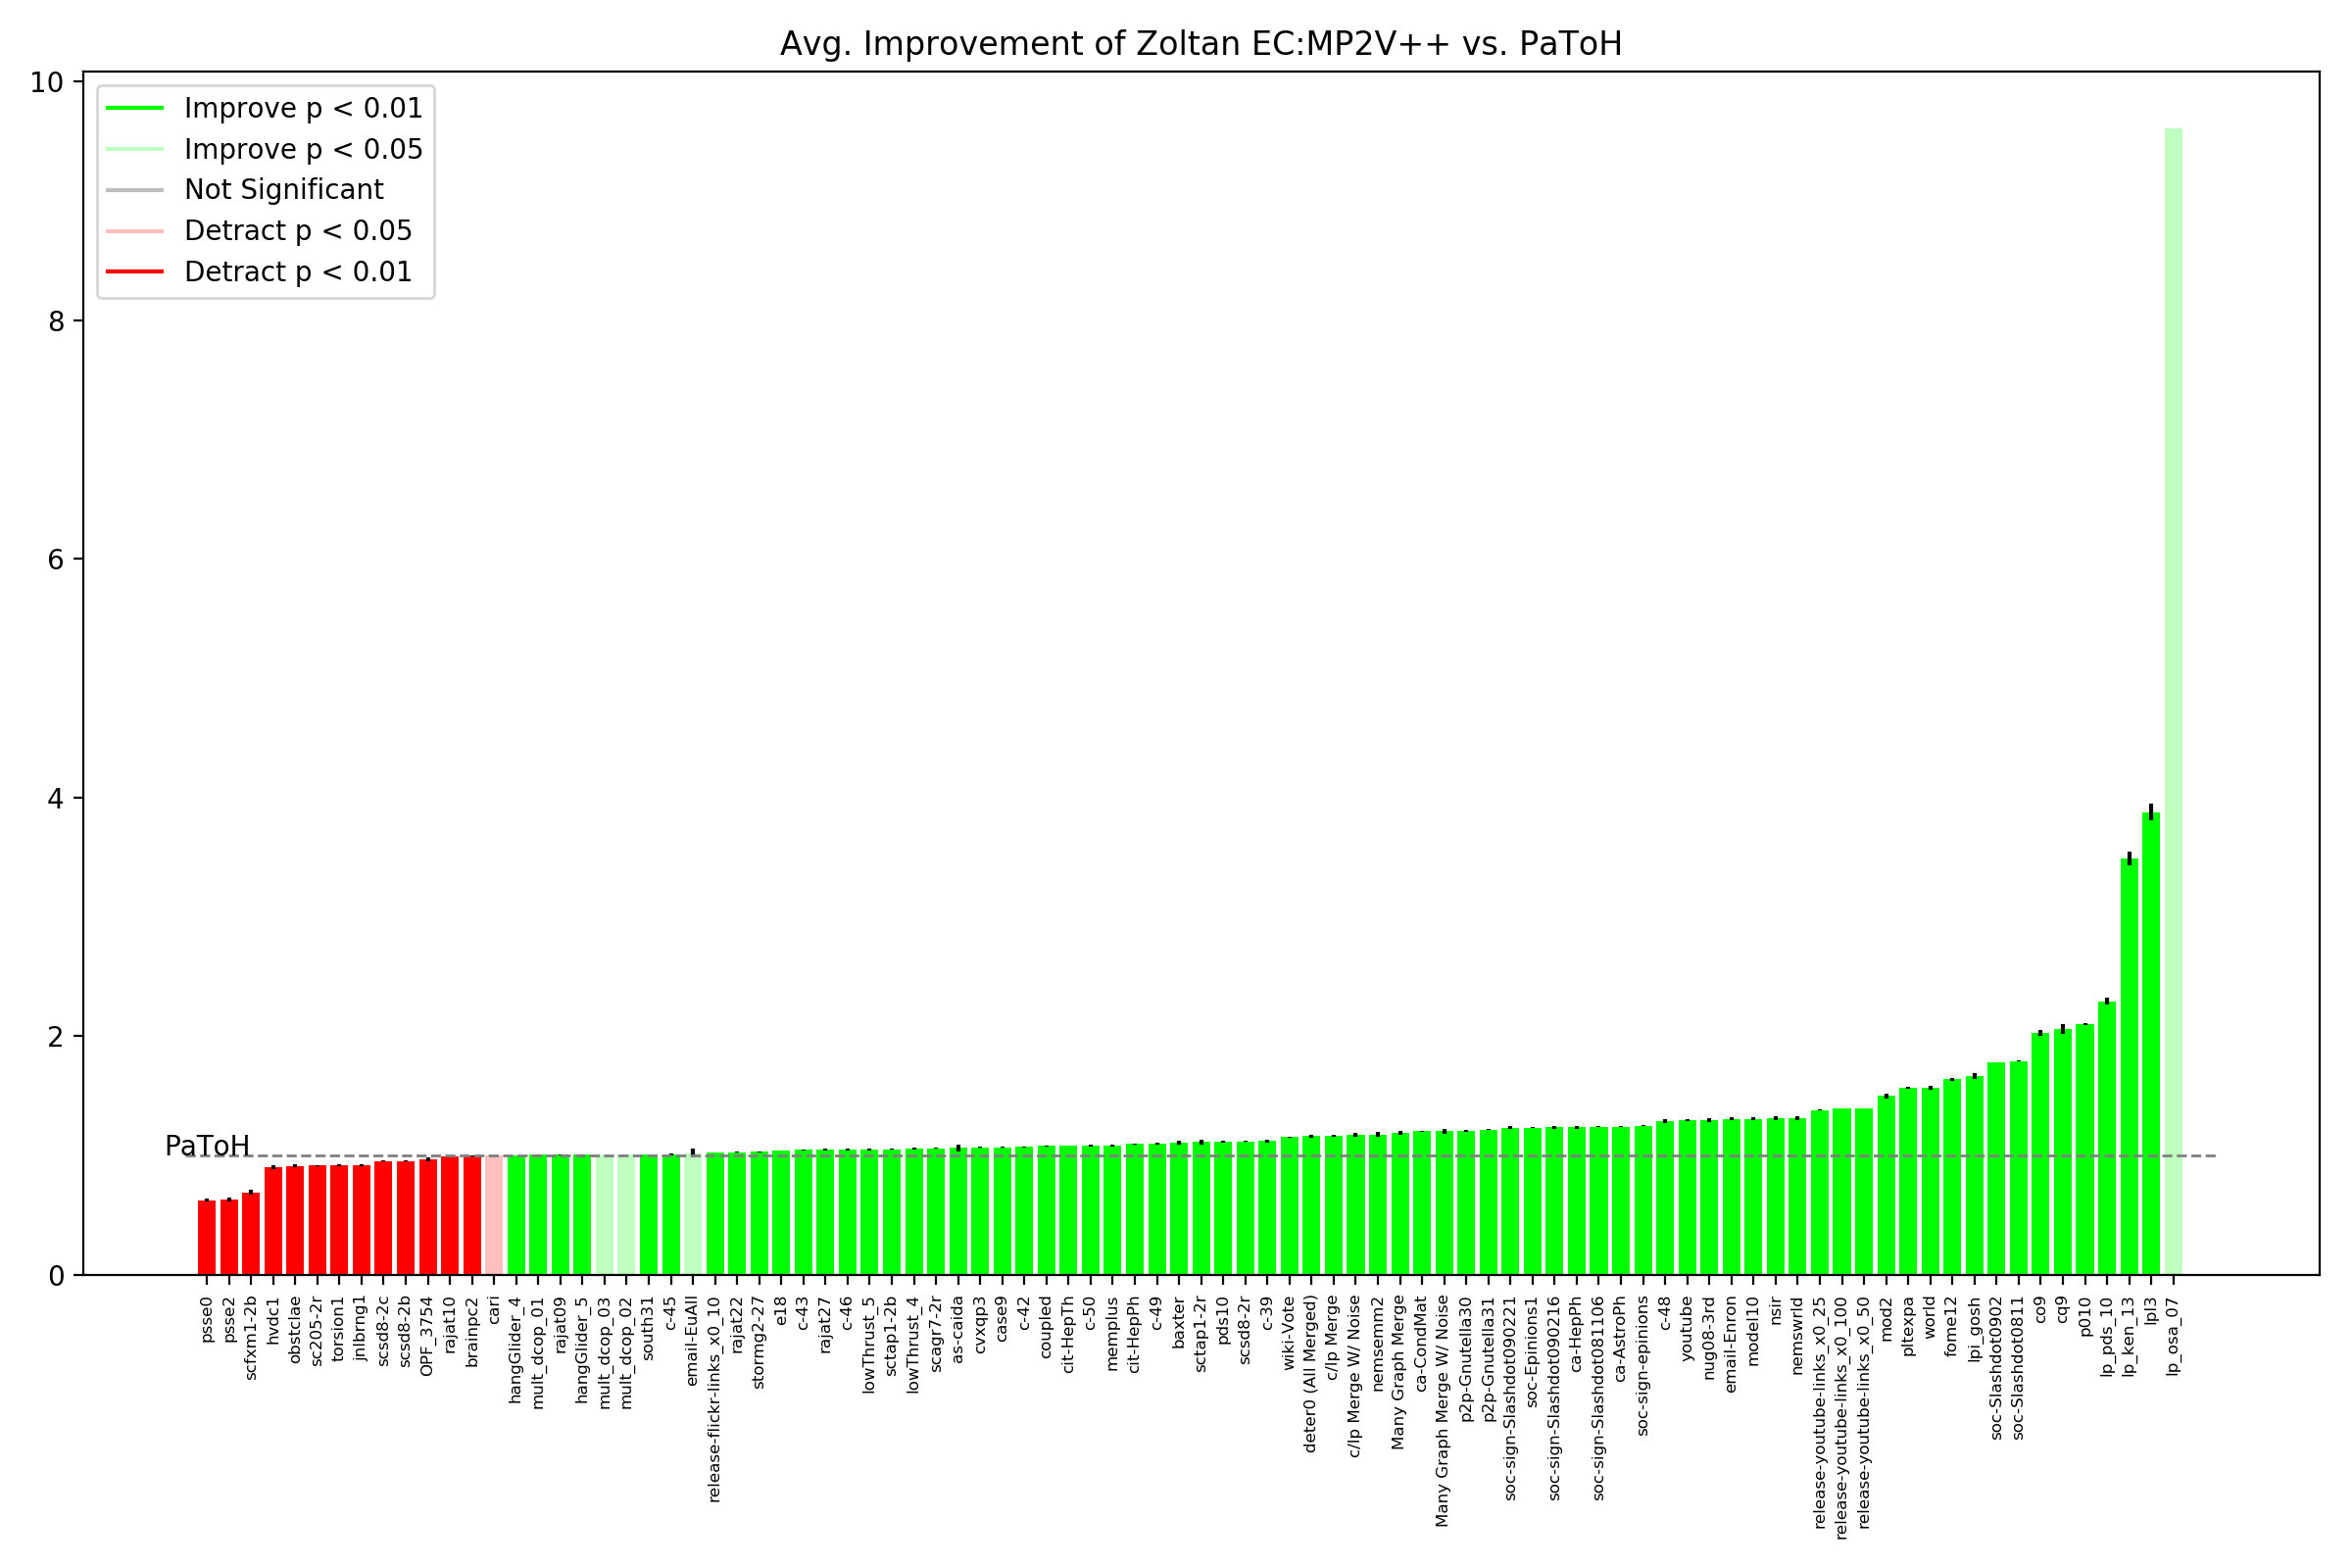 Avg. Improvement of Zoltan EC:MP2V++ vs. PaToH
10
8
6
4
2
0
Improve p < 0.01
Improve p < 0.05
Not Significant
Detract p < 0.05
Detract p < 0.01
PaToH
psse0
psse2
scfxm1-2b
hvdc1
obstclae
sc205-2r
torsion1
jnlbrng1
scsd8-2c
scsd8-2b
OPF_3754
rajat10
brainpc2
cari
hangGlider_4
mult_dcop_01
rajat09
hangGlider_5
mult_dcop_03
mult_dcop_02
south31
c-45
email-EuAll
release-flickr-links_x0_10
rajat22
stormg2-27
e18
c-43
rajat27
c-46
lowThrust_5
sctap1-2b
lowThrust_4
scagr7-2r
as-caida
cvxqp3
case9
c-42
coupled
cit-HepTh
c-50
memplus
cit-HepPh
c-49
baxter
sctap1-2r
pds10
scsd8-2r
c-39
wiki-Vote
deter0 (All Merged)
c/lp Merge
c/lp Merge W/ Noise
nemsemm2
Many Graph Merge
ca-CondMat
Many Graph Merge W/ Noise
p2p-Gnutella30
p2p-Gnutella31
soc-sign-Slashdot090221
soc-Epinions1
soc-sign-Slashdot090216
ca-HepPh
soc-sign-Slashdot081106
ca-AstroPh
soc-sign-epinions
c-48
youtube
nug08-3rd
email-Enron
model10
nsir
nemswrld
release-youtube-links_x0_25
release-youtube-links_x0_100
release-youtube-links_x0_50
mod2
pltexpa
world
fome12
lpi_gosh
soc-Slashdot0902
soc-Slashdot0811
co9
cq9
p010
lp_pds_10
lp_ken_13
lpl3
lp_osa_07